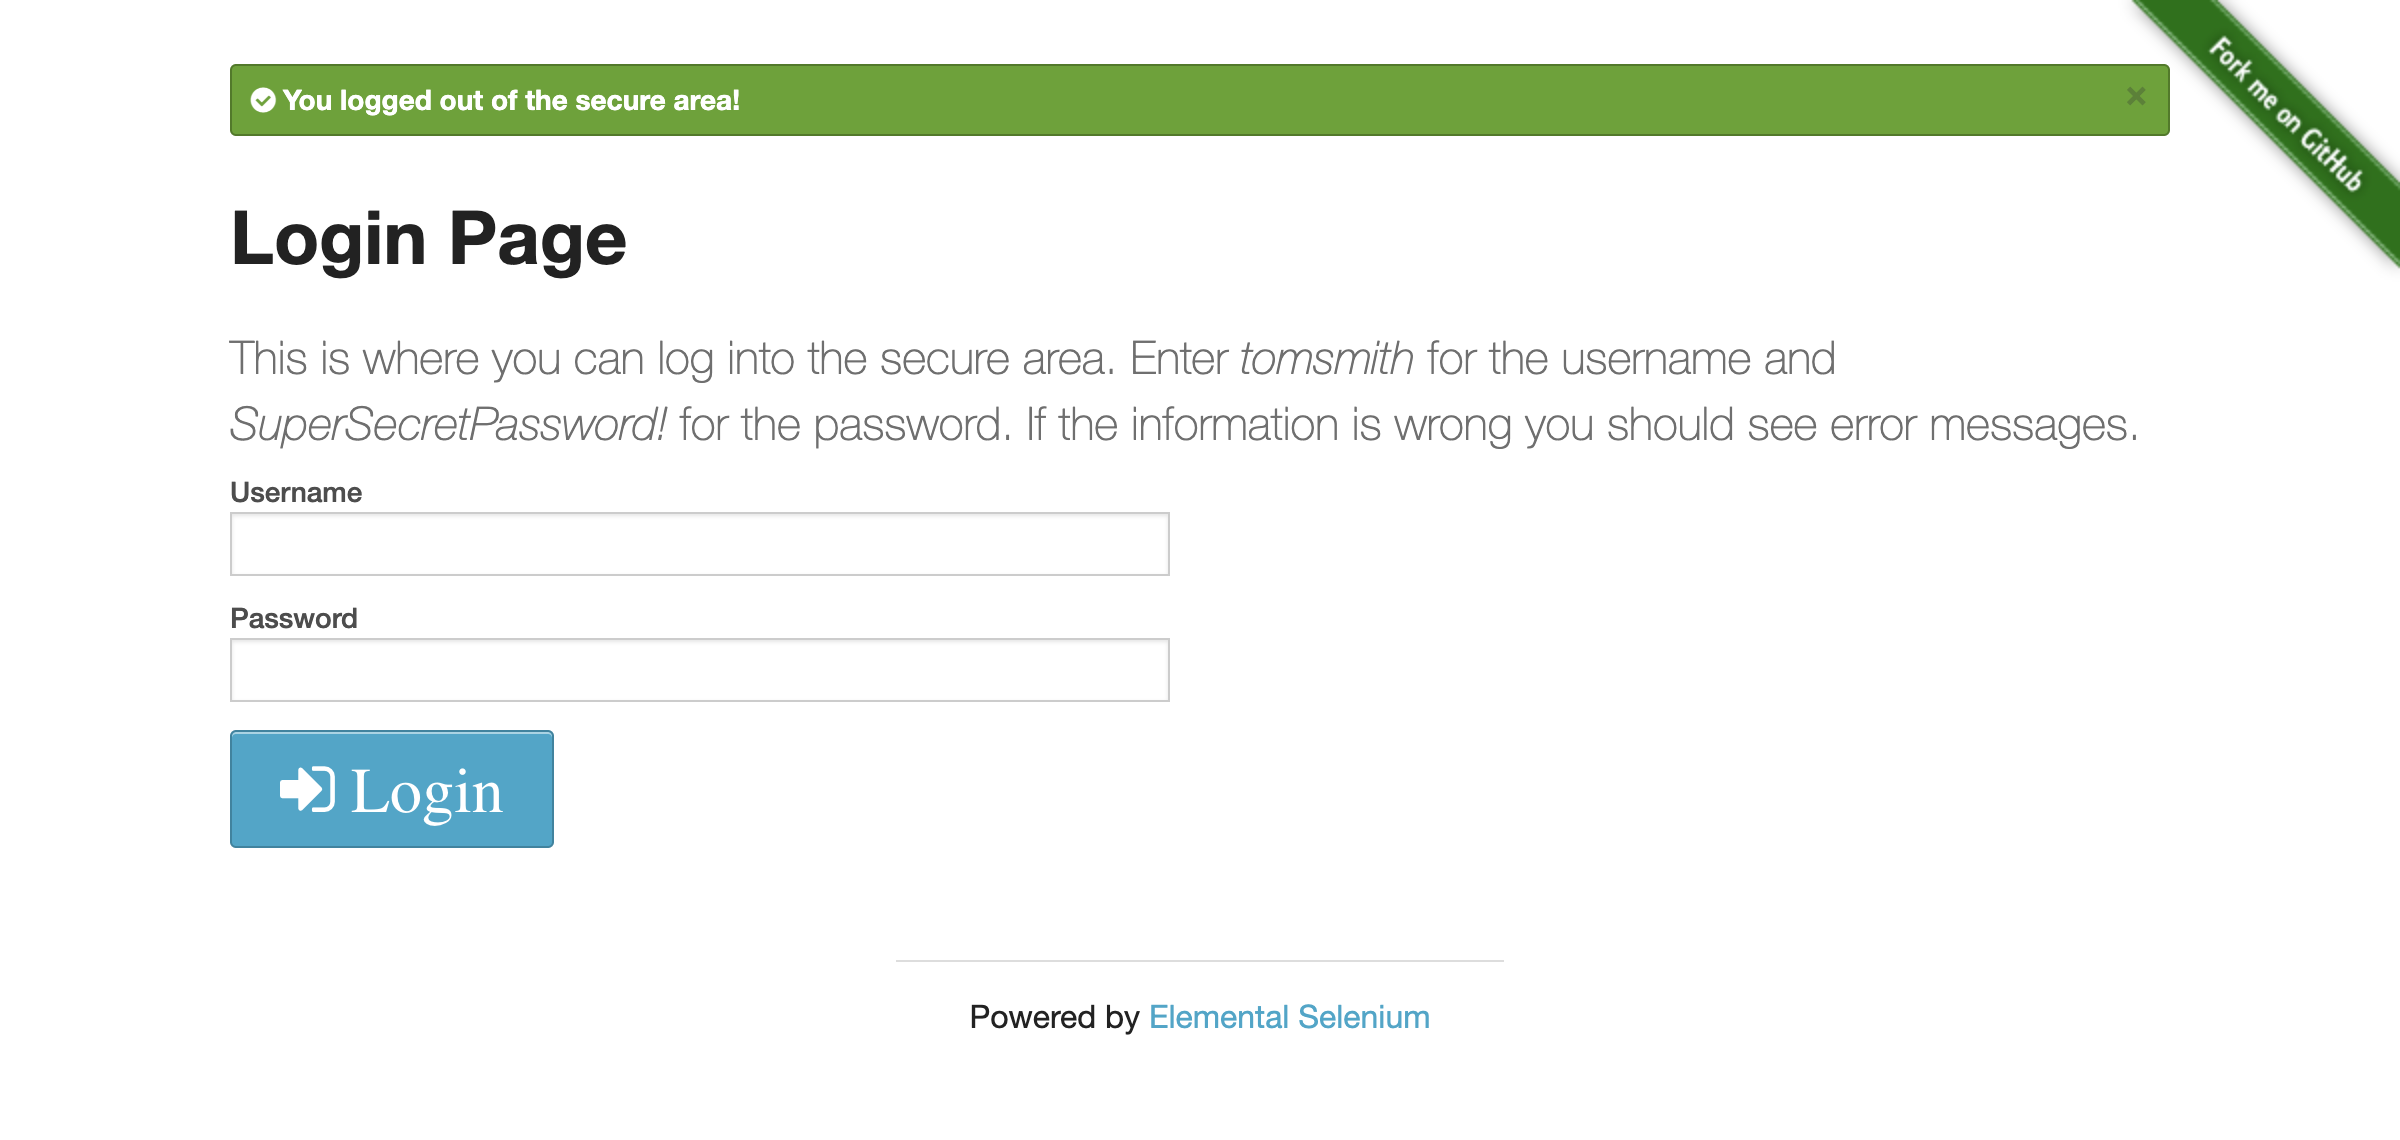 You logged out of the secure area!
×
Fork me on GitHub
Login Page
This is where you can log into the secure area. Enter tomsmith for the username and
SuperSecretPassword! for the password. If the information is wrong you should see error messages.
Username
Password
Login
Powered by Elemental Selenium